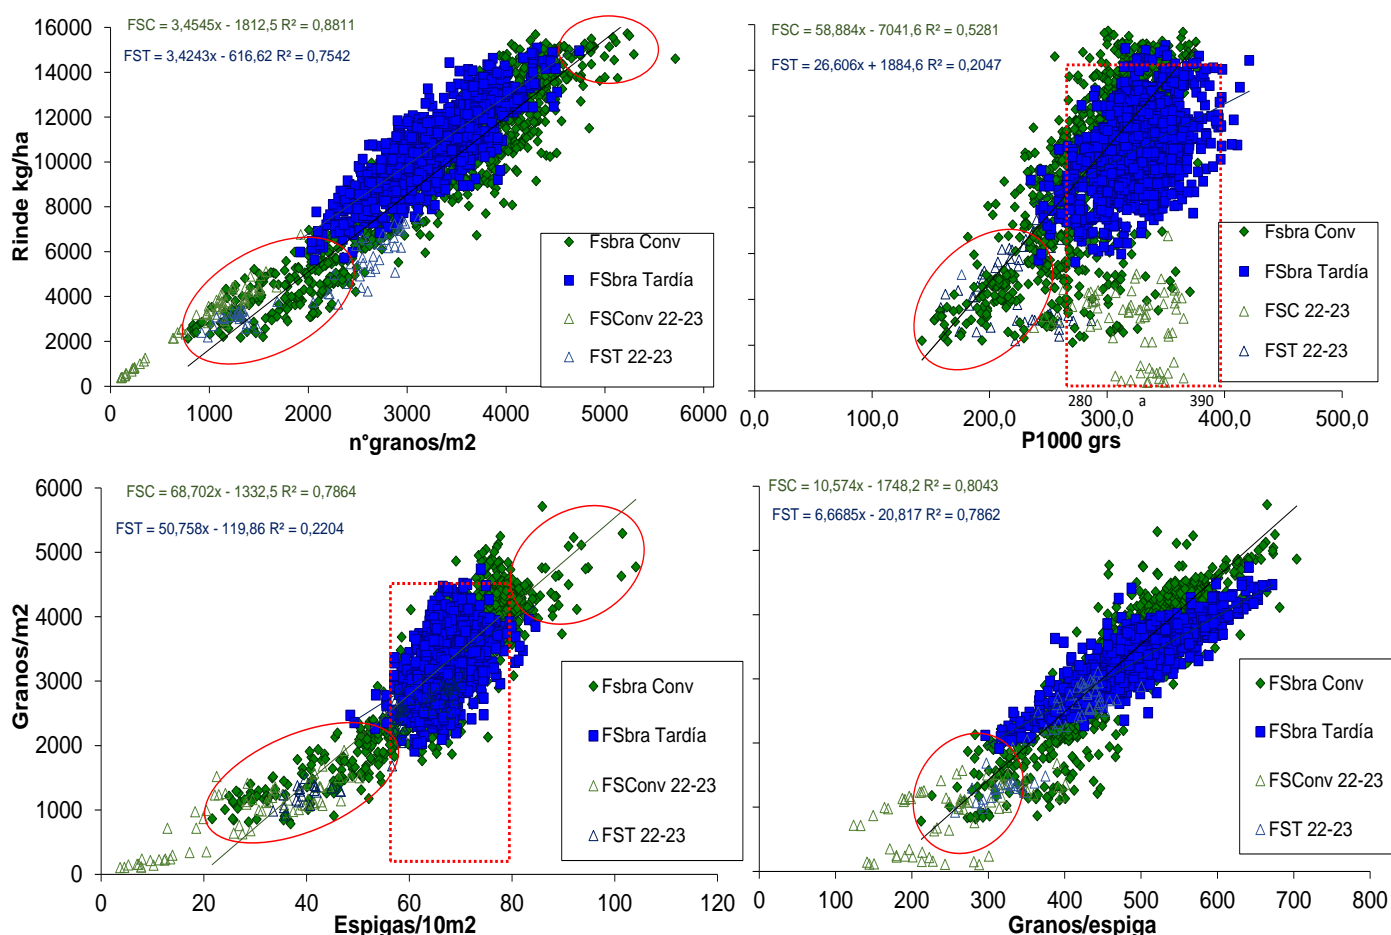 FSC = 3,4545x - 1812,5 R² = 0,8811
FST = 3,4243x - 616,62 R² = 0,7542
Rinde kg/ha
16000
14000
12000
10000
8000
6000
4000
2000
0
Fsbra Conv
FSbra Tardía
FSConv 22-23
FST 22-23
0 1000 2000 3000 4000 5000 6000
n°granos/m2
FSC = 58,884x - 7041,6 R² = 0,5281
FST = 26,606x + 1884,6 R² = 0,2047
Fsbra Conv
FSbra Tardía
FSC 22-23
FST 22-23
280 a 390
0,0 100,0 200,0 300,0 400,0 500,0
P1000 grs
FSC = 68,702x - 1332,5 R² = 0,7864
FST = 50,758x - 119,86 R² = 0,2204
Granos/m2
6000
5000
4000
3000
2000
1000
0
Fsbra Conv
FSbra Tardía
FSConv 22-23
FST 22-23
0 20 40 60 80 100 120
Espigas/10m2
FSC = 10,574x - 1748,2 R² = 0,8043
FST = 6,6685x - 20,817 R² = 0,7862
FSbra Conv
FSbra Tardía
FSConv 22-23
FST 22-23
0 100 200 300 400 500 600 700 800
Granos/espiga